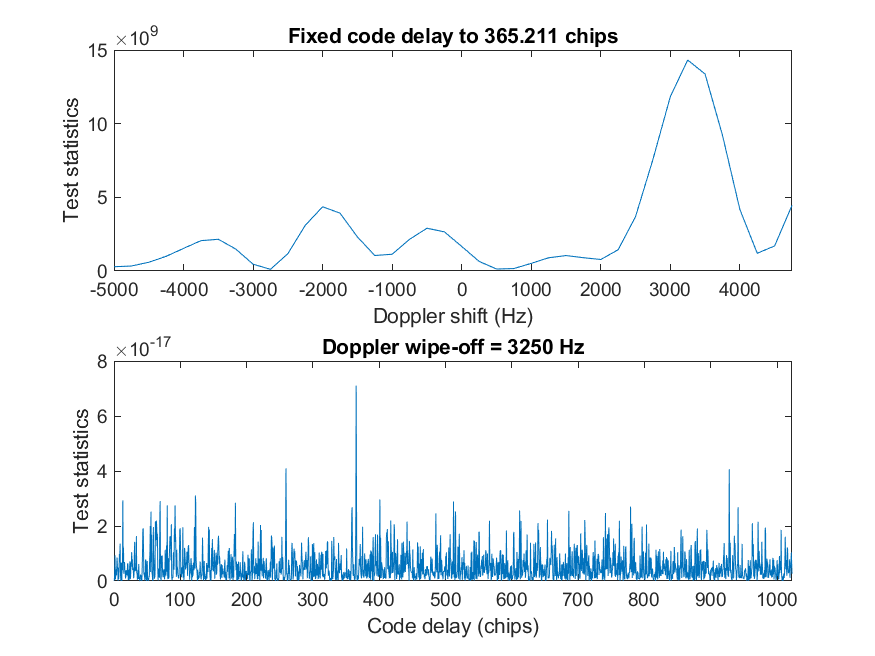 ×10^9
Fixed code delay to 365.211 chips
15
10
5
0
Test statistics
-5000 -4000 -3000 -2000 -1000 0 1000 2000 3000 4000
Doppler shift (Hz)
×10^-17
Doppler wipe-off = 3250 Hz
8
6
4
2
0
Test statistics
0 100 200 300 400 500 600 700 800 900 1000
Code delay (chips)